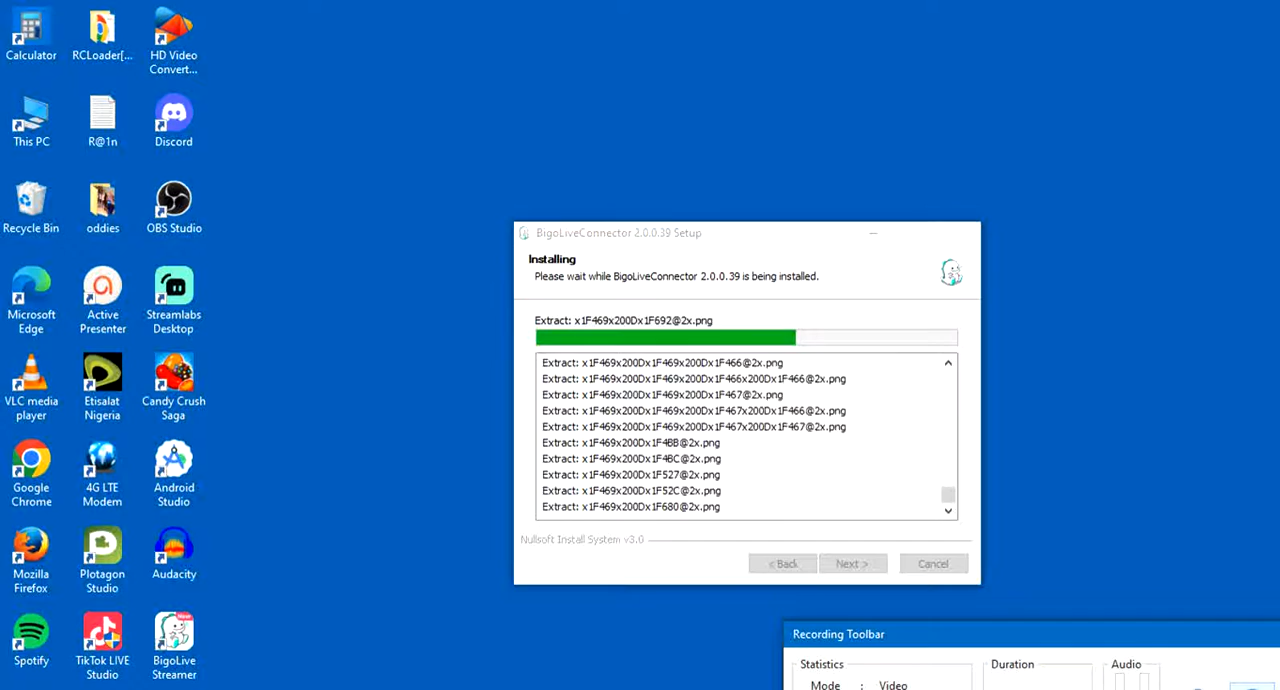 Calculator
RCLoader[...
HD Video
Convert...
This PC
R@1n
Discord
Recycle Bin
oddies
OBS Studio
Microsoft
Edge
Active
Presenter
Streamlabs
Desktop
VLC media
player
Etisalat
Nigeria
Candy Crush
Saga
Google
Chrome
4G LTE
Modem
Android
Studio
Mozilla
Firefox
Plotagon
Studio
Audacity
Spotify
TikTok LIVE
Studio
New
BigoLive
Streamer
BigoLiveConnector 2.0.0.39 Setup
Installing
Please wait while BigoLiveConnector 2.0.0.39 is being installed.
Extract: x1F469x200Dx1F692@2x.png
Extract: x1F469x200Dx1F469x200Dx1F466@2x.png
Extract: x1F469x200Dx1F469x200Dx1F466x200Dx1F466@2x.png
Extract: x1F469x200Dx1F469x200Dx1F467@2x.png
Extract: x1F469x200Dx1F469x200Dx1F467x200Dx1F466@2x.png
Extract: x1F469x200Dx1F469x200Dx1F467x200Dx1F467@2x.png
Extract: x1F469x200Dx1F4BB@2x.png
Extract: x1F469x200Dx1F4BC@2x.png
Extract: x1F469x200Dx1F527@2x.png
Extract: x1F469x200Dx1F52C@2x.png
Extract: x1F469x200Dx1F680@2x.png
Nullsoft Install System v3.0
< Back
Next >
Cancel
Recording Toolbar
Statistics
Duration
Audio
Mode : Video